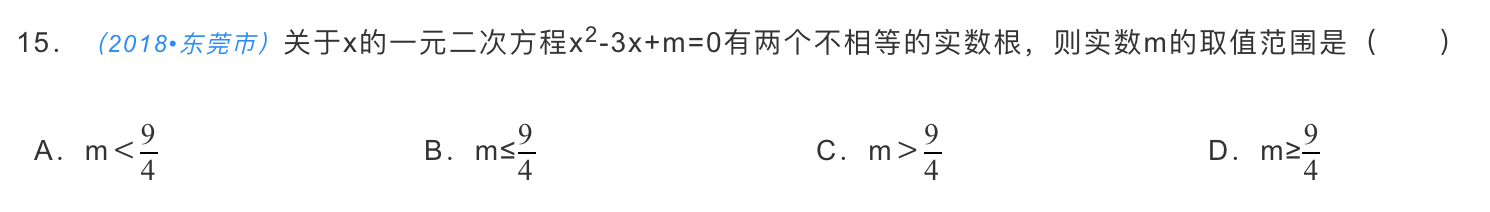 15. (2018•东莞市) 关于x的一元二次方程x²-3x+m=0有两个不相等的实数根，则实数m的取值范围是（　　）
A. m＜9/4　B. m≤9/4　C. m＞9/4　D. m≥9/4